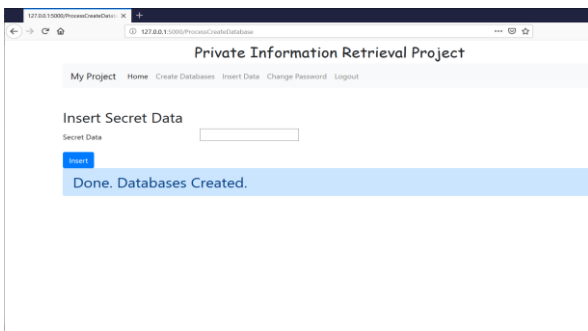 127.0.0.1:5000/ProcessCreateDatab
127.0.0.1:5000/ProcessCreateDatabase
Private Information Retrieval Project
My Project Home Create Databases Insert Data Change Password Logout
Insert Secret Data
Secret Data
Insert
Done. Databases Created.